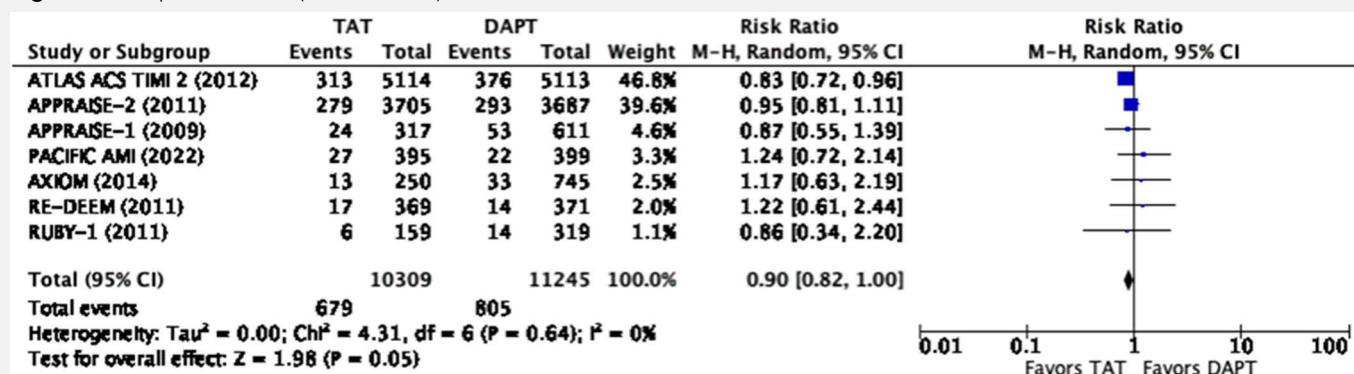 TAT DAPT Risk Ratio Risk Ratio
Study or Subgroup Events Total Events Total Weight M-H, Random, 95% CI M-H, Random, 95% CI
ATLAS ACS TIMI 2 (2012) 313 5114 376 5113 46.8% 0.83 [0.72, 0.96]
APPRAISE-2 (2011) 279 3705 293 3687 39.6% 0.95 [0.81, 1.11]
APPRAISE-1 (2009) 24 317 53 611 4.6% 0.87 [0.55, 1.39]
PACIFIC AMI (2022) 27 395 22 399 3.3% 1.24 [0.72, 2.14]
AXIOM (2014) 13 250 33 745 2.5% 1.17 [0.63, 2.19]
RE-DEEM (2011) 17 369 14 371 2.0% 1.22 [0.61, 2.44]
RUBY-1 (2011) 6 159 14 319 1.1% 0.86 [0.34, 2.20]
Total (95% CI) 10309 11245 100.0% 0.90 [0.82, 1.00]
Total events 679 805
Heterogeneity: Tau² = 0.00; Chi² = 4.31, df = 6 (P = 0.64); I² = 0%
Test for overall effect: Z = 1.98 (P = 0.05)
0.01 0.1 1 10 100
Favors TAT Favors DAPT